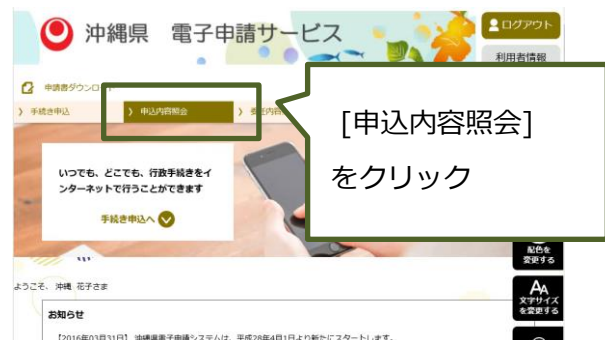 沖縄県 電子申請サービス
ログアウト
利用者情報
申請書ダウンロー
手続き申込
申込内容照会
[申込内容照会]
をクリック
いつでも、どこでも、行政手続きをイ
ンターネットで行うことができます
手続き申込へ
配色を
変更する
ようこそ、 沖縄 花子さま
AA
文字サイズ
を変更する
お知らせ
【2016年03月31日】 沖縄県電子申請システムは、平成28年4月1日より新たにスタートします。